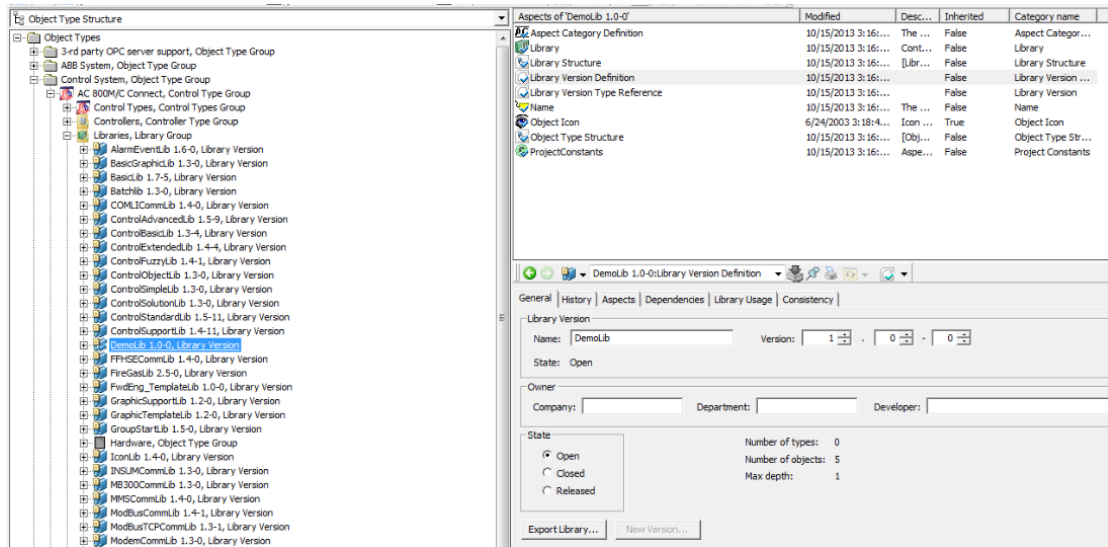 Object Type Structure
Object Types
3-rd party OPC server support, Object Type Group
ABB System, Object Type Group
Control System, Object Type Group
AC 800M/C Connect, Control Type Group
Control Types, Control Types Group
Controllers, Controller Type Group
Libraries, Library Group
AlarmEventLib 1.6-0, Library Version
BasicGraphicLib 1.3-0, Library Version
BasicLib 1.7-5, Library Version
Batchlib 1.3-0, Library Version
COMLICommLib 1.4-0, Library Version
ControlAdvancedLib 1.5-9, Library Version
ControlBasicLib 1.3-4, Library Version
ControlExtendedLib 1.4-4, Library Version
ControlFuzzyLib 1.4-1, Library Version
ControlObjectLib 1.3-0, Library Version
ControlSimpleLib 1.3-0, Library Version
ControlSolutionLib 1.3-0, Library Version
ControlStandardLib 1.5-11, Library Version
ControlSupportLib 1.4-11, Library Version
DemoLib 1.0-0, Library Version
FFHSECommLib 1.4-0, Library Version
FireGasLib 2.5-0, Library Version
FwdEng_TemplateLib 1.0-0, Library Version
GraphicSupportLib 1.2-0, Library Version
GraphicTemplateLib 1.2-0, Library Version
GroupStartLib 1.5-0, Library Version
Hardware, Object Type Group
IconLib 1.4-0, Library Version
INSUMCommLib 1.3-0, Library Version
MB300CommLib 1.3-0, Library Version
MMSCommLib 1.4-0, Library Version
ModBusCommLib 1.4-1, Library Version
ModBusTCPCommLib 1.3-1, Library Version
ModemCommLib 1.3-0, Library Version
Aspects of 'DemoLib 1.0-0' Modified Desc... Inherited Category name
Aspect Category Definition 10/15/2013 3:16:... The ... False Aspect Categor...
Library 10/15/2013 3:16:... Cont... False Library
Library Structure 10/15/2013 3:16:... [Libr... False Library Structure
Library Version Definition 10/15/2013 3:16:... False Library Version ...
Library Version Type Reference 10/15/2013 3:16:... False Library Version
Name 10/15/2013 3:16:... The ... False Name
Object Icon 6/24/2003 3:18:4... Icon ... True Object Icon
Object Type Structure 10/15/2013 3:16:... [Obj... False Object Type Str...
ProjectConstants 10/15/2013 3:16:... Aspe... False Project Constants
DemoLib 1.0-0:Library Version Definition
General History Aspects Dependencies Library Usage Consistency
Library Version
Name: DemoLib Version: 1 . 0 - 0
State: Open
Owner
Company: Department: Developer:
State
Open
Closed
Released
Number of types: 0
Number of objects: 5
Max depth: 1
Export Library... New Version...